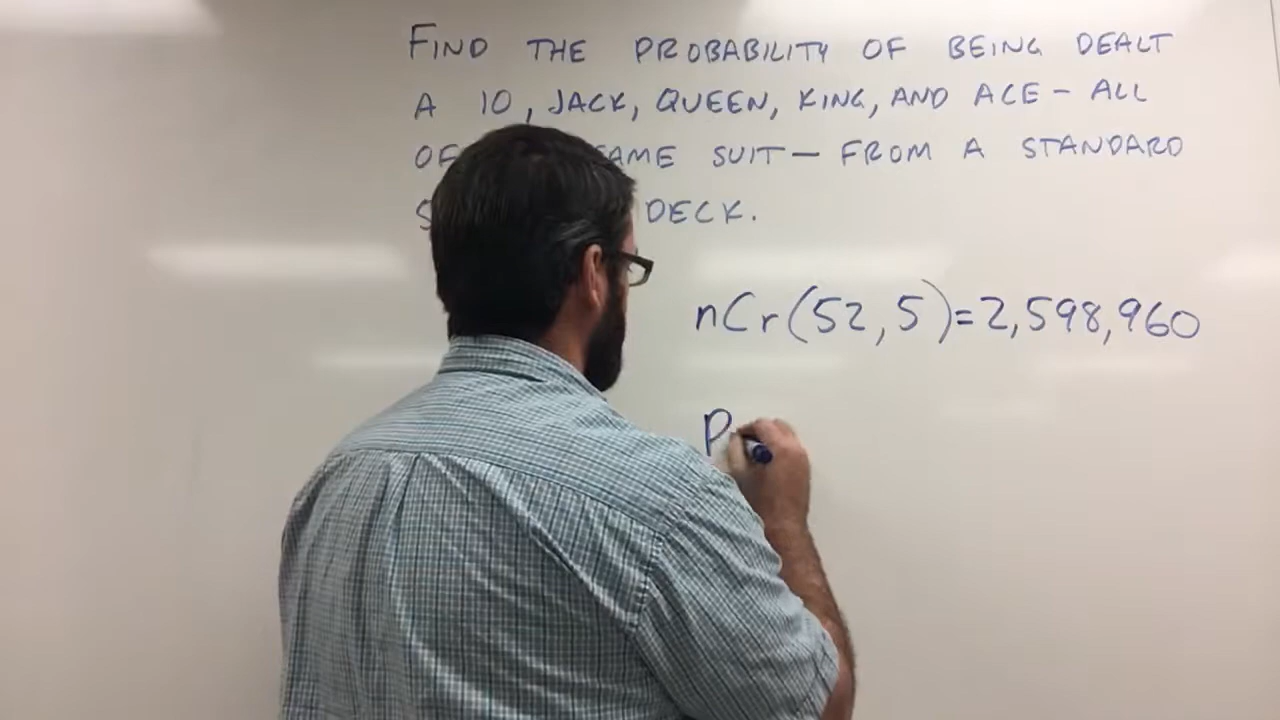 FIND THE PROBABILITY OF BEING DEALT
A 10, JACK, QUEEN, KING, AND ACE - ALL
OF SUIT - FROM A STANDARD
DECK.
nCr(52,5)=2,598,960
P